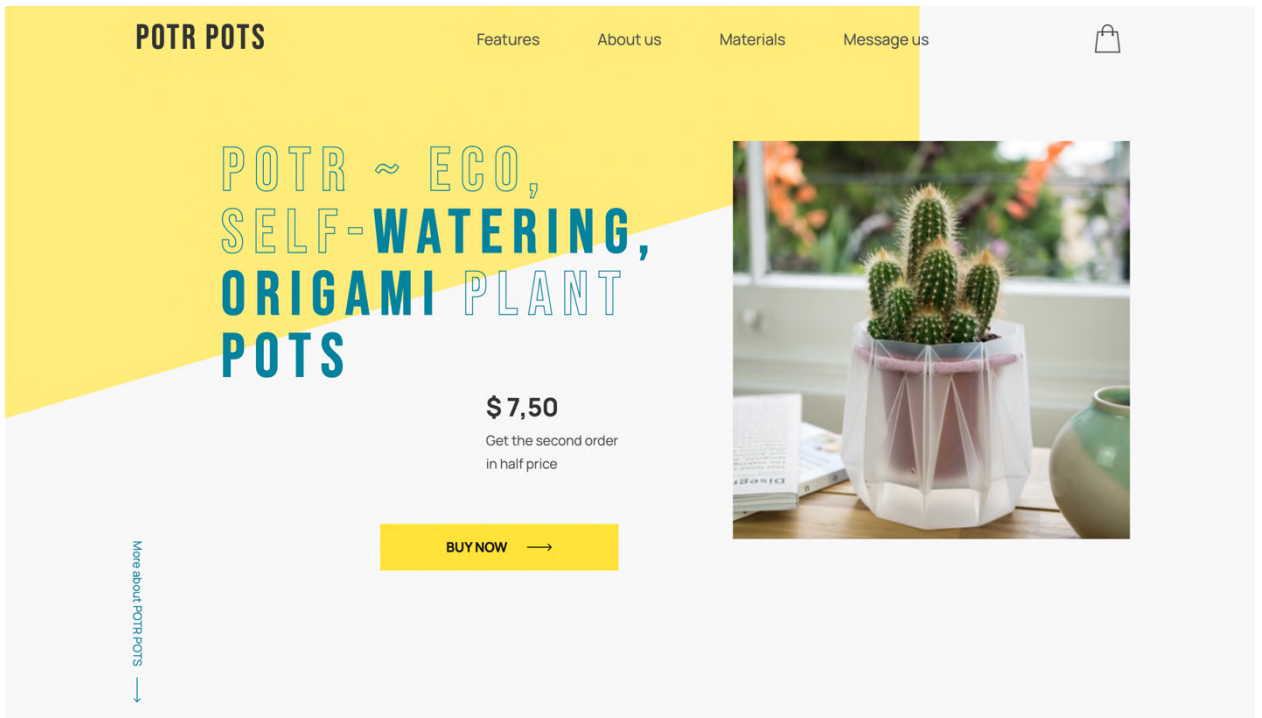 POTR POTS
Features About us Materials Message us
POTR ~ ECO,
SELF-WATERING,
ORIGAMI PLANT
POTS
$ 7,50
Get the second order
in half price
BUY NOW
More about POTR POTS